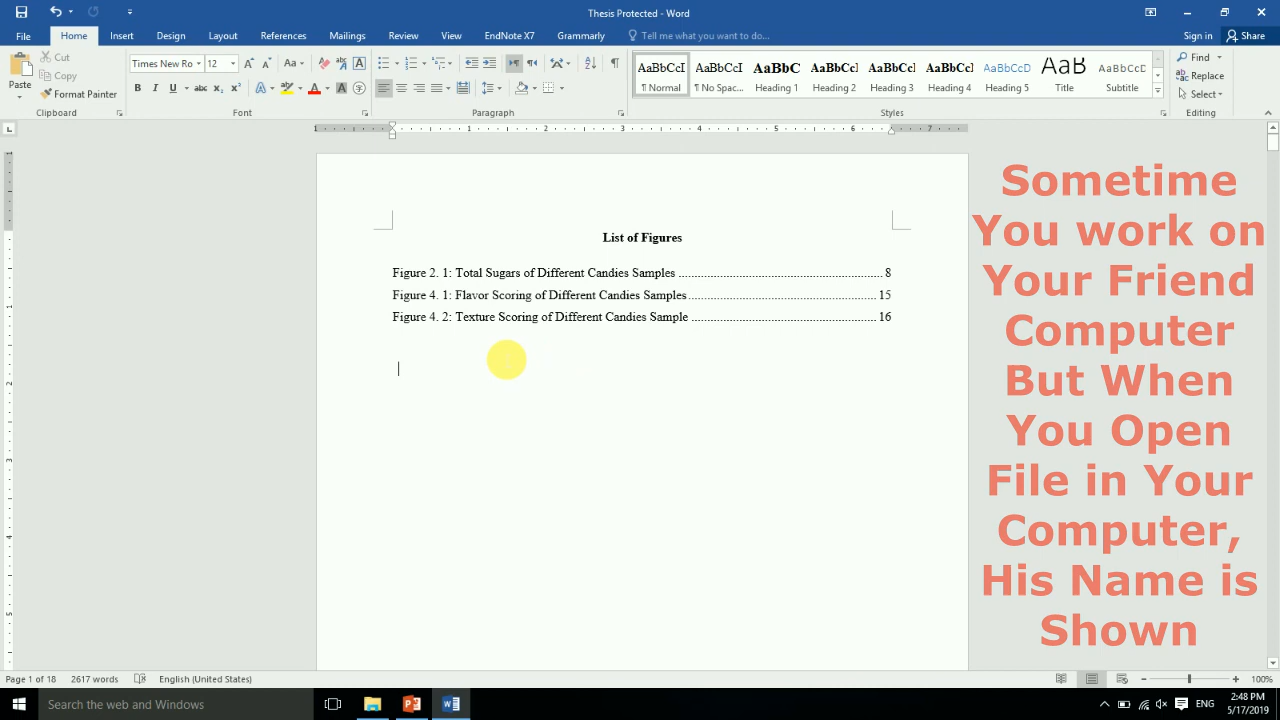 Thesis Protected - Word
File Home Insert Design Layout References Mailings Review View EndNote X7 Grammarly Tell me what you want to do... Sign in Share
Paste
Cut
Copy
Format Painter
Clipboard
Times New Ro 12
Font
Paragraph
AaBbCcI AaBbCcI AaBbC AaBbCcI AaBbCcI AaBbCcI AaBbCcD AaB AaBbCcD
¶ Normal ¶ No Spac... Heading 1 Heading 2 Heading 3 Heading 4 Heading 5 Title Subtitle
Styles
Find
Replace
Select
Editing
List of Figures
Figure 2. 1: Total Sugars of Different Candies Samples 8
Figure 4. 1: Flavor Scoring of Different Candies Samples 15
Figure 4. 2: Texture Scoring of Different Candies Sample 16
Sometime
You work on
Your Friend
Computer
But When
You Open
File in Your
Computer,
His Name is
Shown
Page 1 of 18 2617 words English (United States) 100%
Search the web and Windows
ENG
2:48 PM
5/17/2019